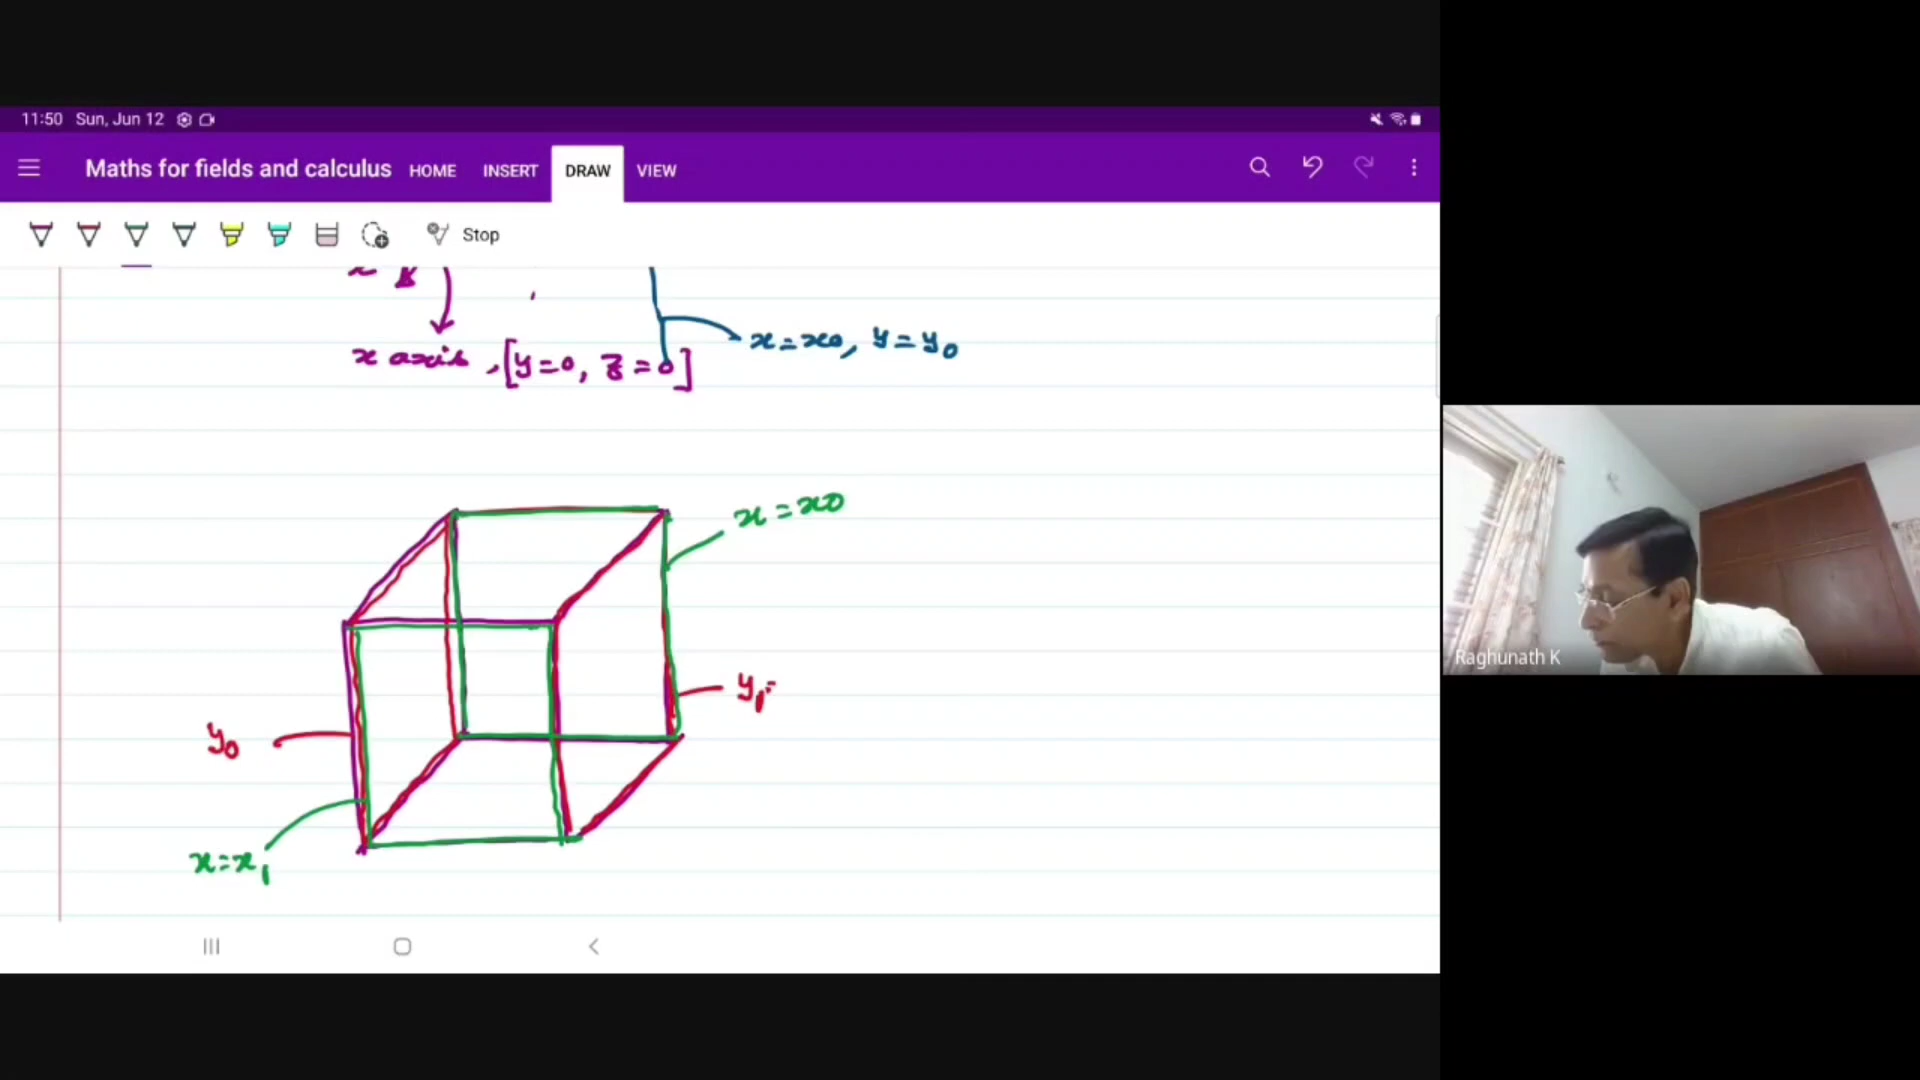 11:50 Sun, Jun 12
Maths for fields and calculus HOME INSERT DRAW VIEW
Stop
x = x0, y = y0
x axis, [y=0, z=0]
x = x0
y1
y0
x=x1
Raghunath K